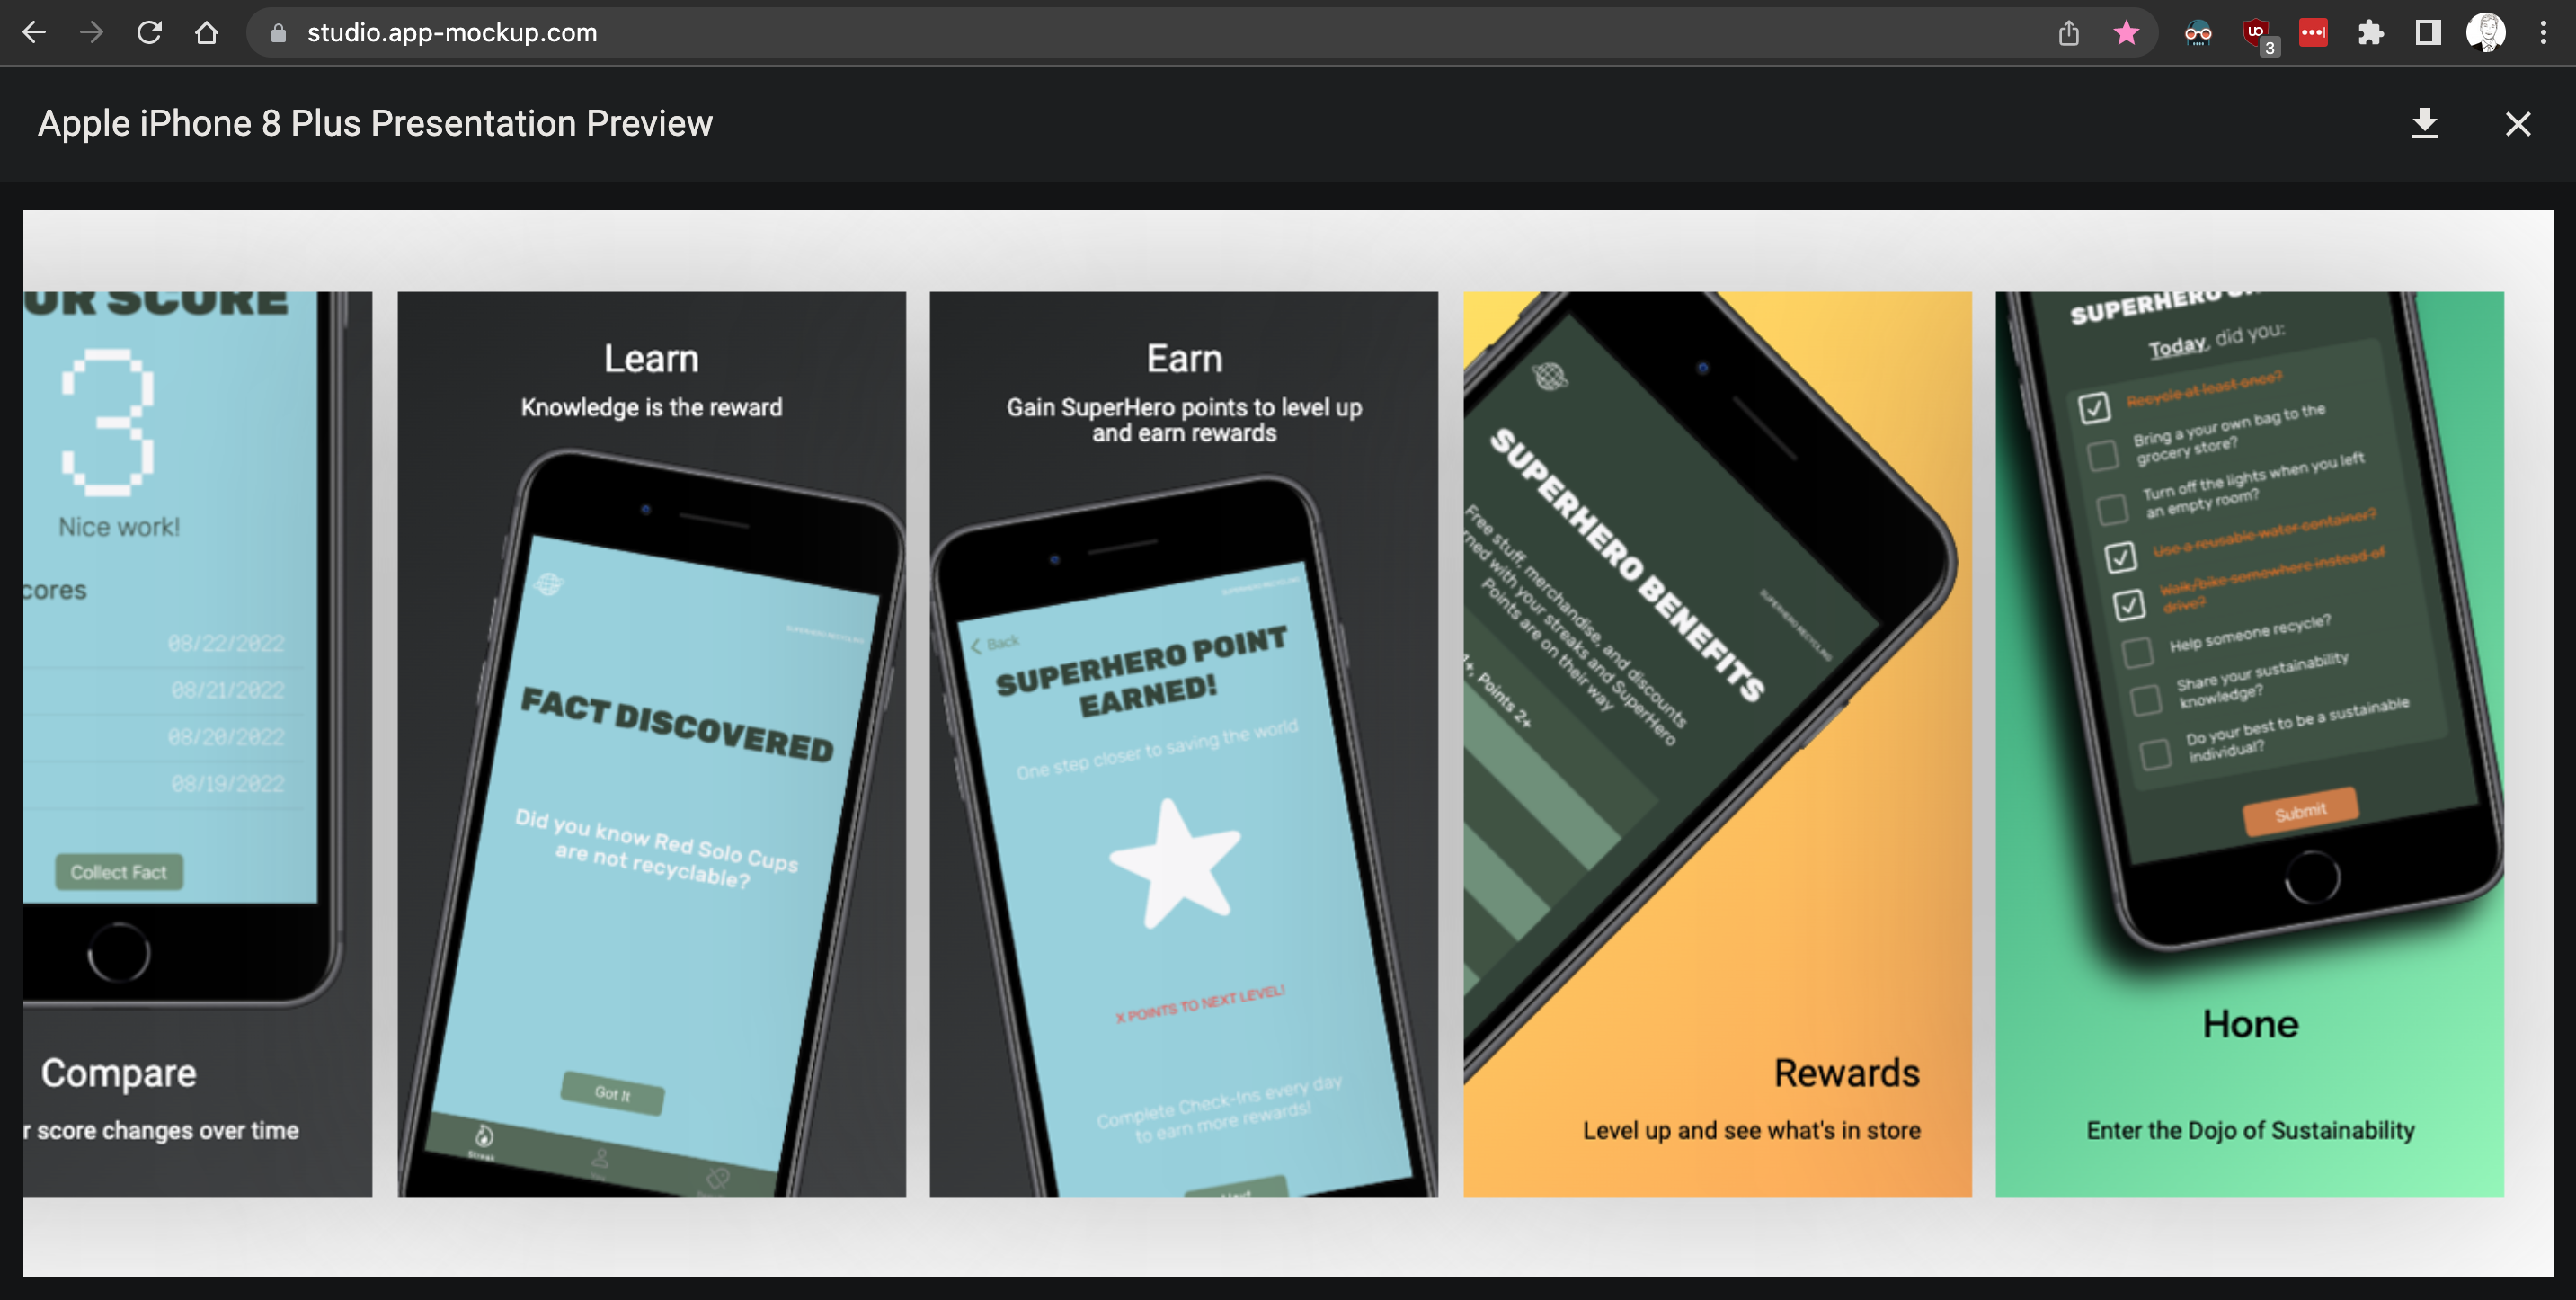 studio.app-mockup.com
3
Apple iPhone 8 Plus Presentation Preview
UR SCORE
3
Nice work!
cores
08/22/2022
08/21/2022
08/20/2022
08/19/2022
Collect Fact
Compare
r score changes over time
Learn
Knowledge is the reward
SUPERHERO RECYCLING
FACT DISCOVERED
Did you know Red Solo Cups
are not recyclable?
Got It
Streak
Earn
Gain SuperHero points to level up
and earn rewards
SUPERHERO RECYCLING
Back
SUPERHERO POINT
EARNED!
One step closer to saving the world
X POINTS TO NEXT LEVEL!
Complete Check-Ins every day
to earn more rewards!
SUPERHERO RECYCLING
SUPERHERO BENEFITS
Free stuff, merchandise, and discounts
rned with your streaks and SuperHero
Points are on their way
1+, Points 2+
Rewards
Level up and see what's in store
SUPERHERO
Today, did you:
Recycle at least once?
Bring a your own bag to the
grocery store?
Turn off the lights when you left
an empty room?
Use a reusable water container?
Walk/bike somewhere instead of
drive?
Help someone recycle?
Share your sustainability
knowledge?
Do your best to be a sustainable
individual?
Submit
Hone
Enter the Dojo of Sustainability